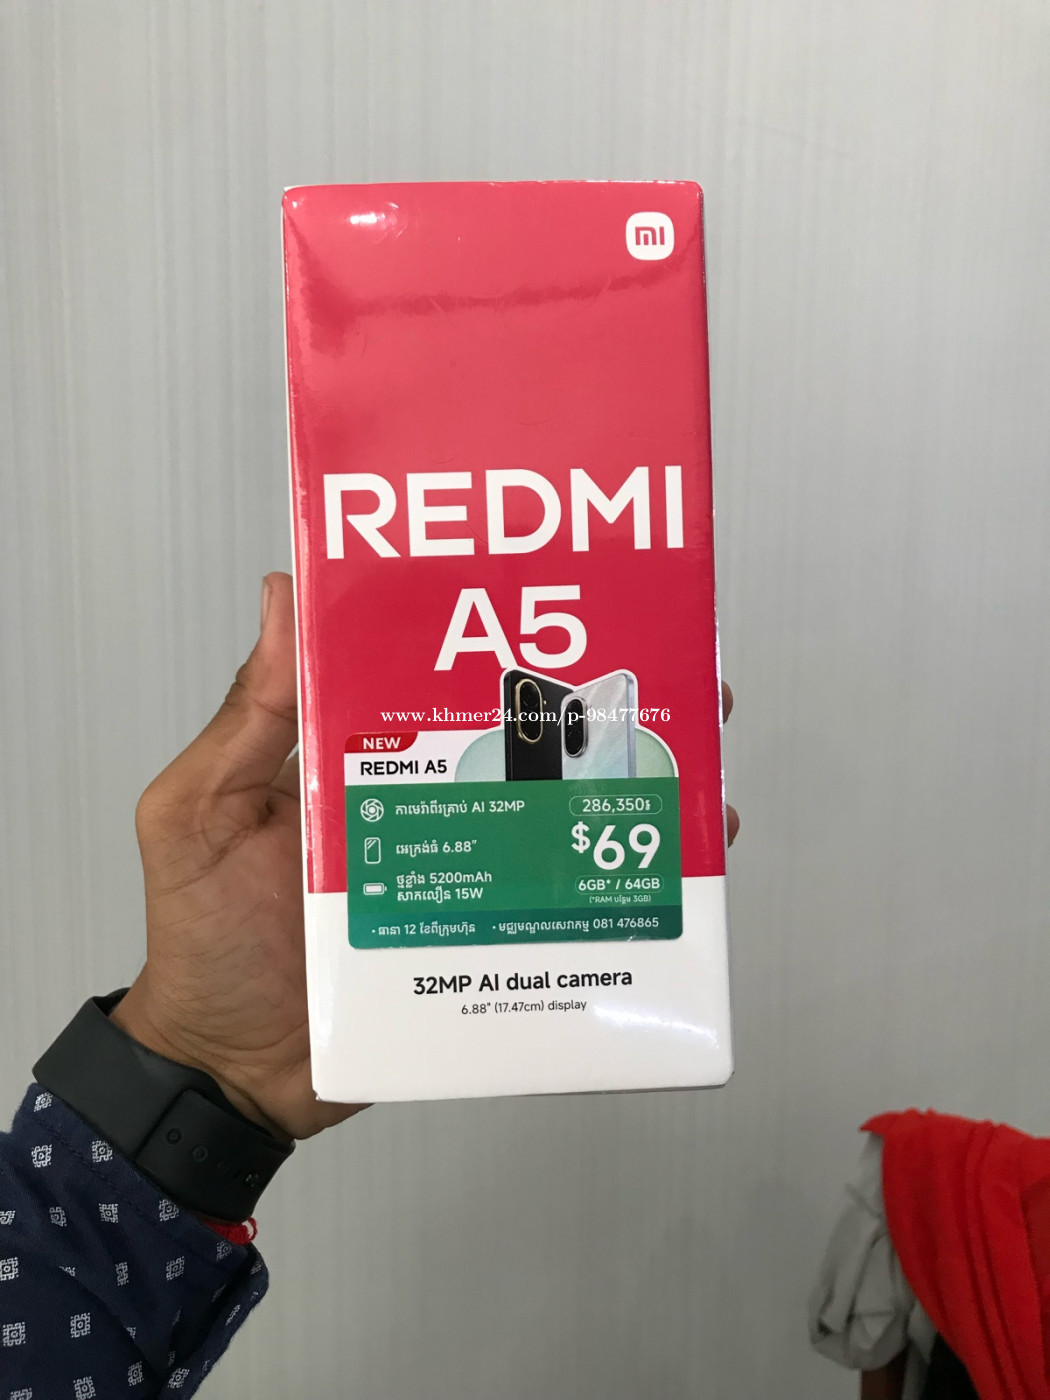 mi
REDMI
A5
www.khmer24.com/p-98477676
NEW
REDMI A5
កាមេរ៉ាពីរគ្រាប់ AI 32MP
286,350៛
អេក្រង់ធំ 6.88"
$69
ថ្មខ្លាំង 5200mAh
សាកលឿន 15W
6GB* / 64GB
(*RAM បន្ថែម 3GB)
• ធានា 12 ខែពីក្រុមហ៊ុន • មជ្ឈមណ្ឌលសេវាកម្ម 081 476865
32MP AI dual camera
6.88" (17.47cm) display